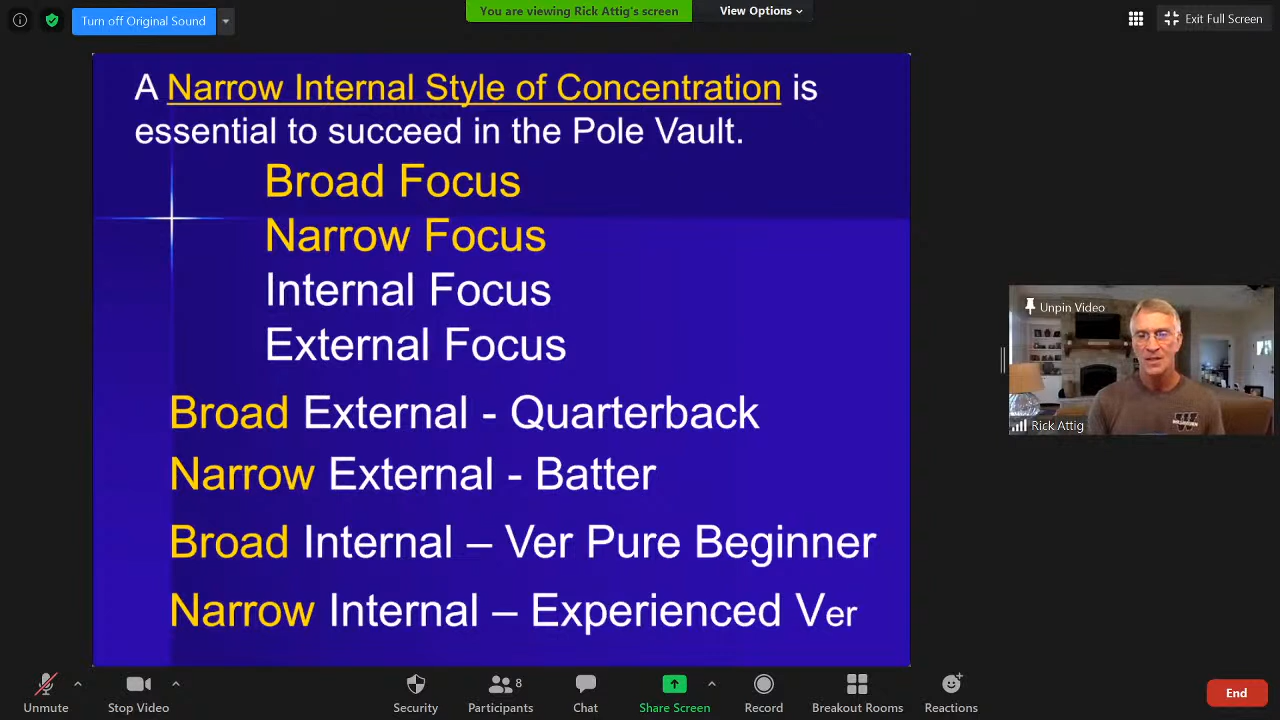 Turn off Original Sound
You are viewing Rick Attig's screen
View Options
Exit Full Screen
A Narrow Internal Style of Concentration is
essential to succeed in the Pole Vault.
Broad Focus
Narrow Focus
Internal Focus
External Focus
Broad External - Quarterback
Narrow External - Batter
Broad Internal – Ver Pure Beginner
Narrow Internal – Experienced Ver
Unpin Video
W
Rick Attig
Unmute
Stop Video
Security
Participants
8
Chat
Share Screen
Record
Breakout Rooms
Reactions
End